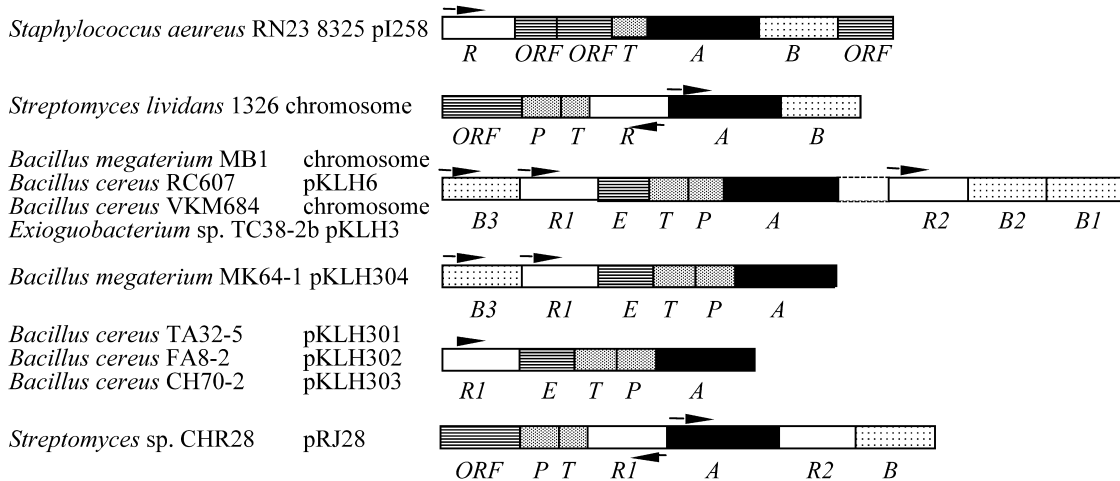 Staphylococcus aeureus RN23 8325 pI258
R ORF ORF T A B ORF
Streptomyces lividans 1326 chromosome
ORF P T R A B
Bacillus megaterium MB1 chromosome
Bacillus cereus RC607 pKLH6
Bacillus cereus VKM684 chromosome
Exioguobacterium sp. TC38-2b pKLH3
B3 R1 E T P A R2 B2 B1
Bacillus megaterium MK64-1 pKLH304
B3 R1 E T P A
Bacillus cereus TA32-5 pKLH301
Bacillus cereus FA8-2 pKLH302
Bacillus cereus CH70-2 pKLH303
R1 E T P A
Streptomyces sp. CHR28 pRJ28
ORF P T R1 A R2 B